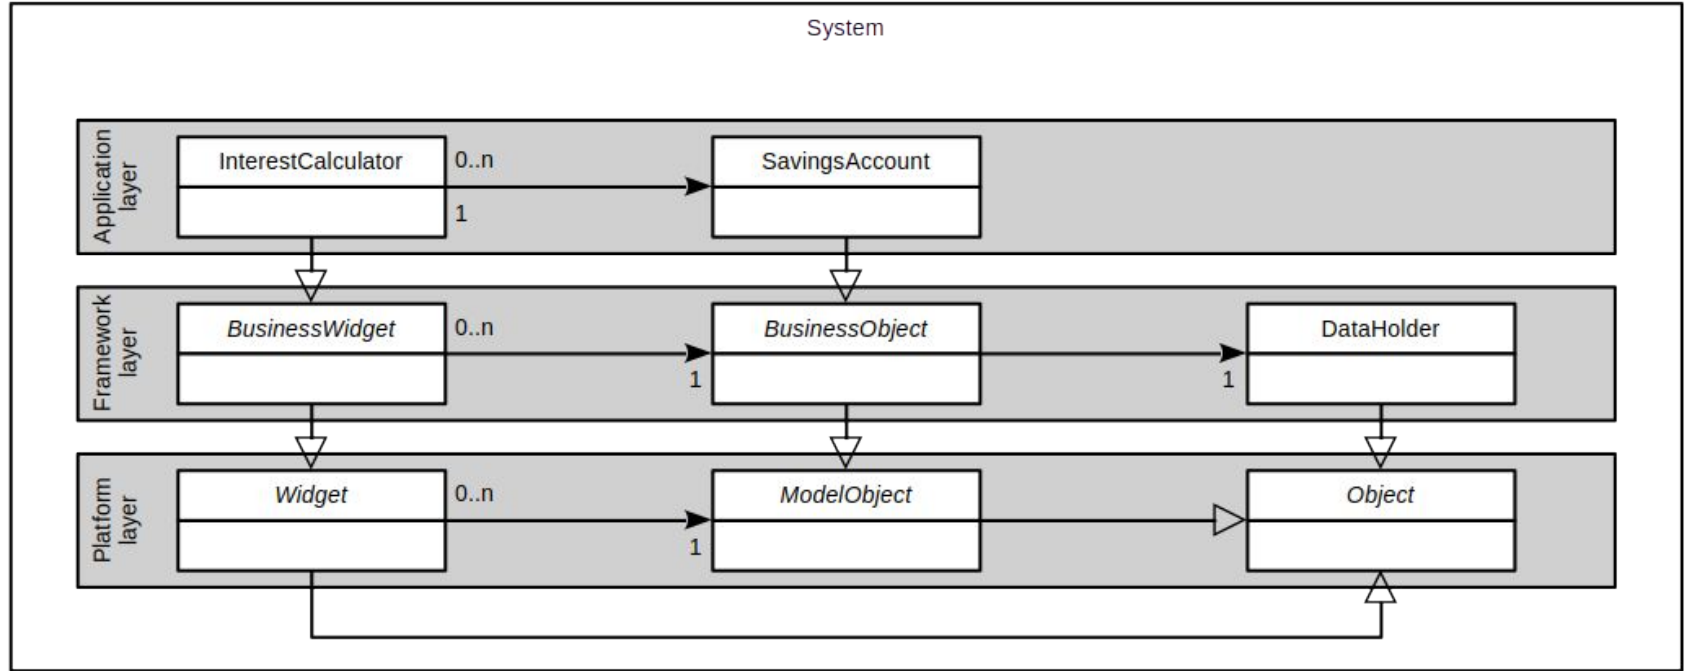 System
Application
layer
InterestCalculator
0..n
1
SavingsAccount
Framework
layer
BusinessWidget
0..n
1
BusinessObject
1
DataHolder
Platform
layer
Widget
0..n
1
ModelObject
Object